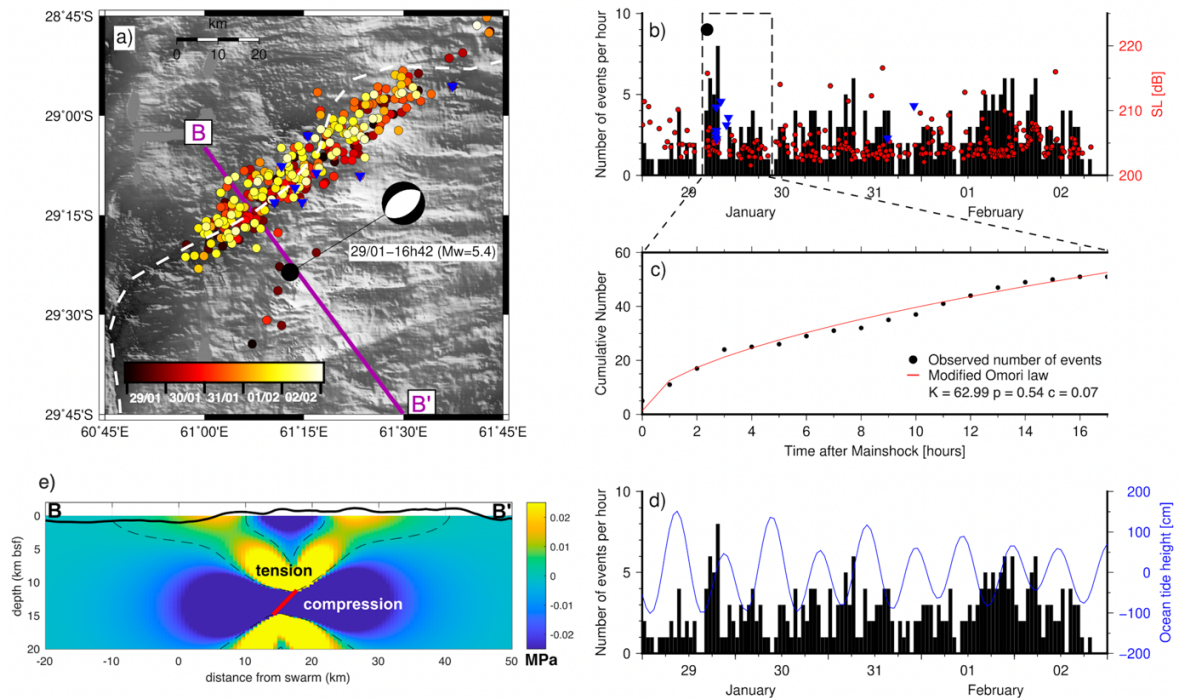 a)
km
0 10 20
28°45'S
29°00'S
29°15'S
29°30'S
29°45'S
60°45'E 61°00'E 61°15'E 61°30'E 61°45'E
B
B'
29/01−16h42 (Mw=5.4)
29/01 30/01 31/01 01/02 02/02
b)
Number of events per hour
0 5 10
SL [dB]
200 210 220
29 30 31 01 02
January February
c)
Cumulative Number
0 20 40 60
Observed number of events
Modified Omori law
K = 62.99 p = 0.54 c = 0.07
0 2 4 6 8 10 12 14 16
Time after Mainshock [hours]
d)
Number of events per hour
0 5 10
Ocean tide height [cm]
−200 −100 0 100 200
29 30 31 01 02
January February
e)
B B'
depth (km bsf)
0 5 10 15 20
tension
compression
-20 -10 0 10 20 30 40 50
distance from swarm (km)
0.02
0.01
0
-0.01
-0.02
MPa